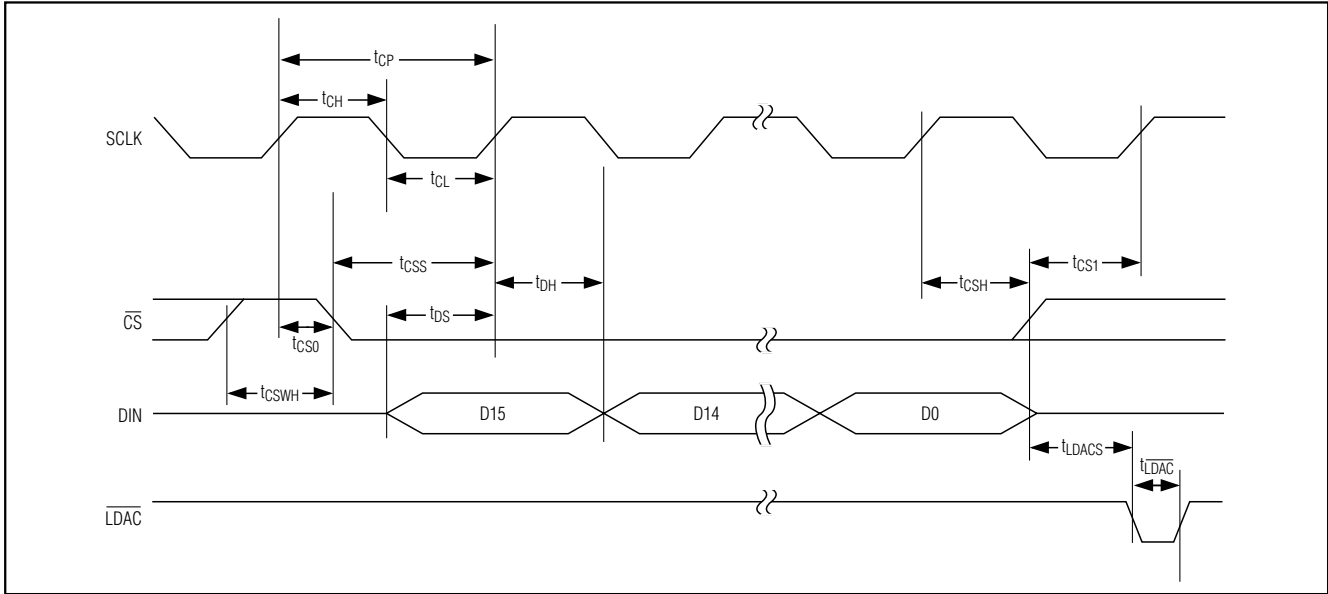 tCP
tCH
SCLK
tCL
tCSS
tDH
tCSH
tCS1
CS
tDS
tCS0
tCSWH
DIN
D15
D14
D0
tLDACS
tLDAC
LDAC